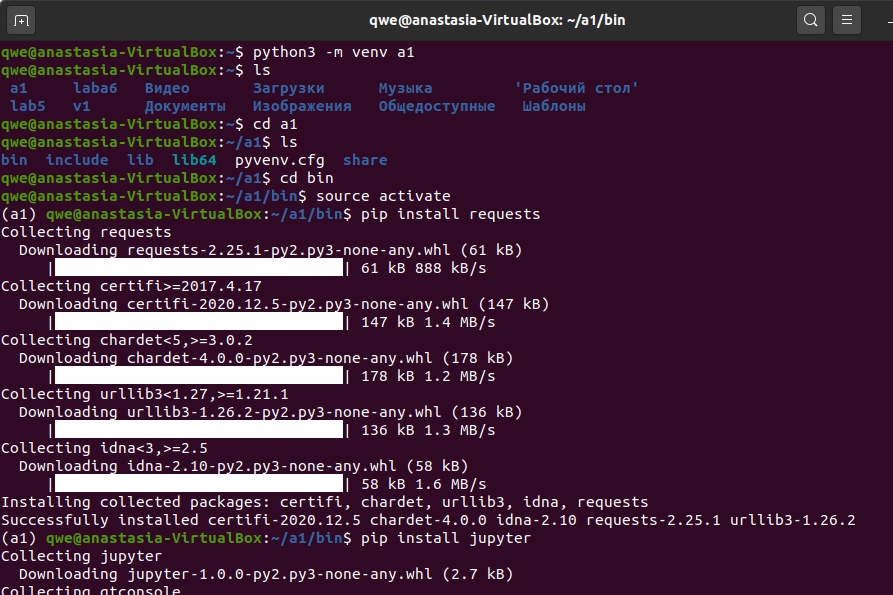 qwe@anastasia-VirtualBox: ~/a1/bin
qwe@anastasia-VirtualBox:~$ python3 -m venv a1
qwe@anastasia-VirtualBox:~$ ls
a1 laba6 Видео Загрузки Музыка 'Рабочий стол'
lab5 v1 Документы Изображения Общедоступные Шаблоны
qwe@anastasia-VirtualBox:~$ cd a1
qwe@anastasia-VirtualBox:~/a1$ ls
bin include lib lib64 pyvenv.cfg share
qwe@anastasia-VirtualBox:~/a1$ cd bin
qwe@anastasia-VirtualBox:~/a1/bin$ source activate
(a1) qwe@anastasia-VirtualBox:~/a1/bin$ pip install requests
Collecting requests
Downloading requests-2.25.1-py2.py3-none-any.whl (61 kB)
| | 61 kB 888 kB/s
Collecting certifi>=2017.4.17
Downloading certifi-2020.12.5-py2.py3-none-any.whl (147 kB)
| | 147 kB 1.4 MB/s
Collecting chardet<5,>=3.0.2
Downloading chardet-4.0.0-py2.py3-none-any.whl (178 kB)
| | 178 kB 1.2 MB/s
Collecting urllib3<1.27,>=1.21.1
Downloading urllib3-1.26.2-py2.py3-none-any.whl (136 kB)
| | 136 kB 1.3 MB/s
Collecting idna<3,>=2.5
Downloading idna-2.10-py2.py3-none-any.whl (58 kB)
| | 58 kB 1.6 MB/s
Installing collected packages: certifi, chardet, urllib3, idna, requests
Successfully installed certifi-2020.12.5 chardet-4.0.0 idna-2.10 requests-2.25.1 urllib3-1.26.2
(a1) qwe@anastasia-VirtualBox:~/a1/bin$ pip install jupyter
Collecting jupyter
Downloading jupyter-1.0.0-py2.py3-none-any.whl (2.7 kB)
Collecting qtconsole